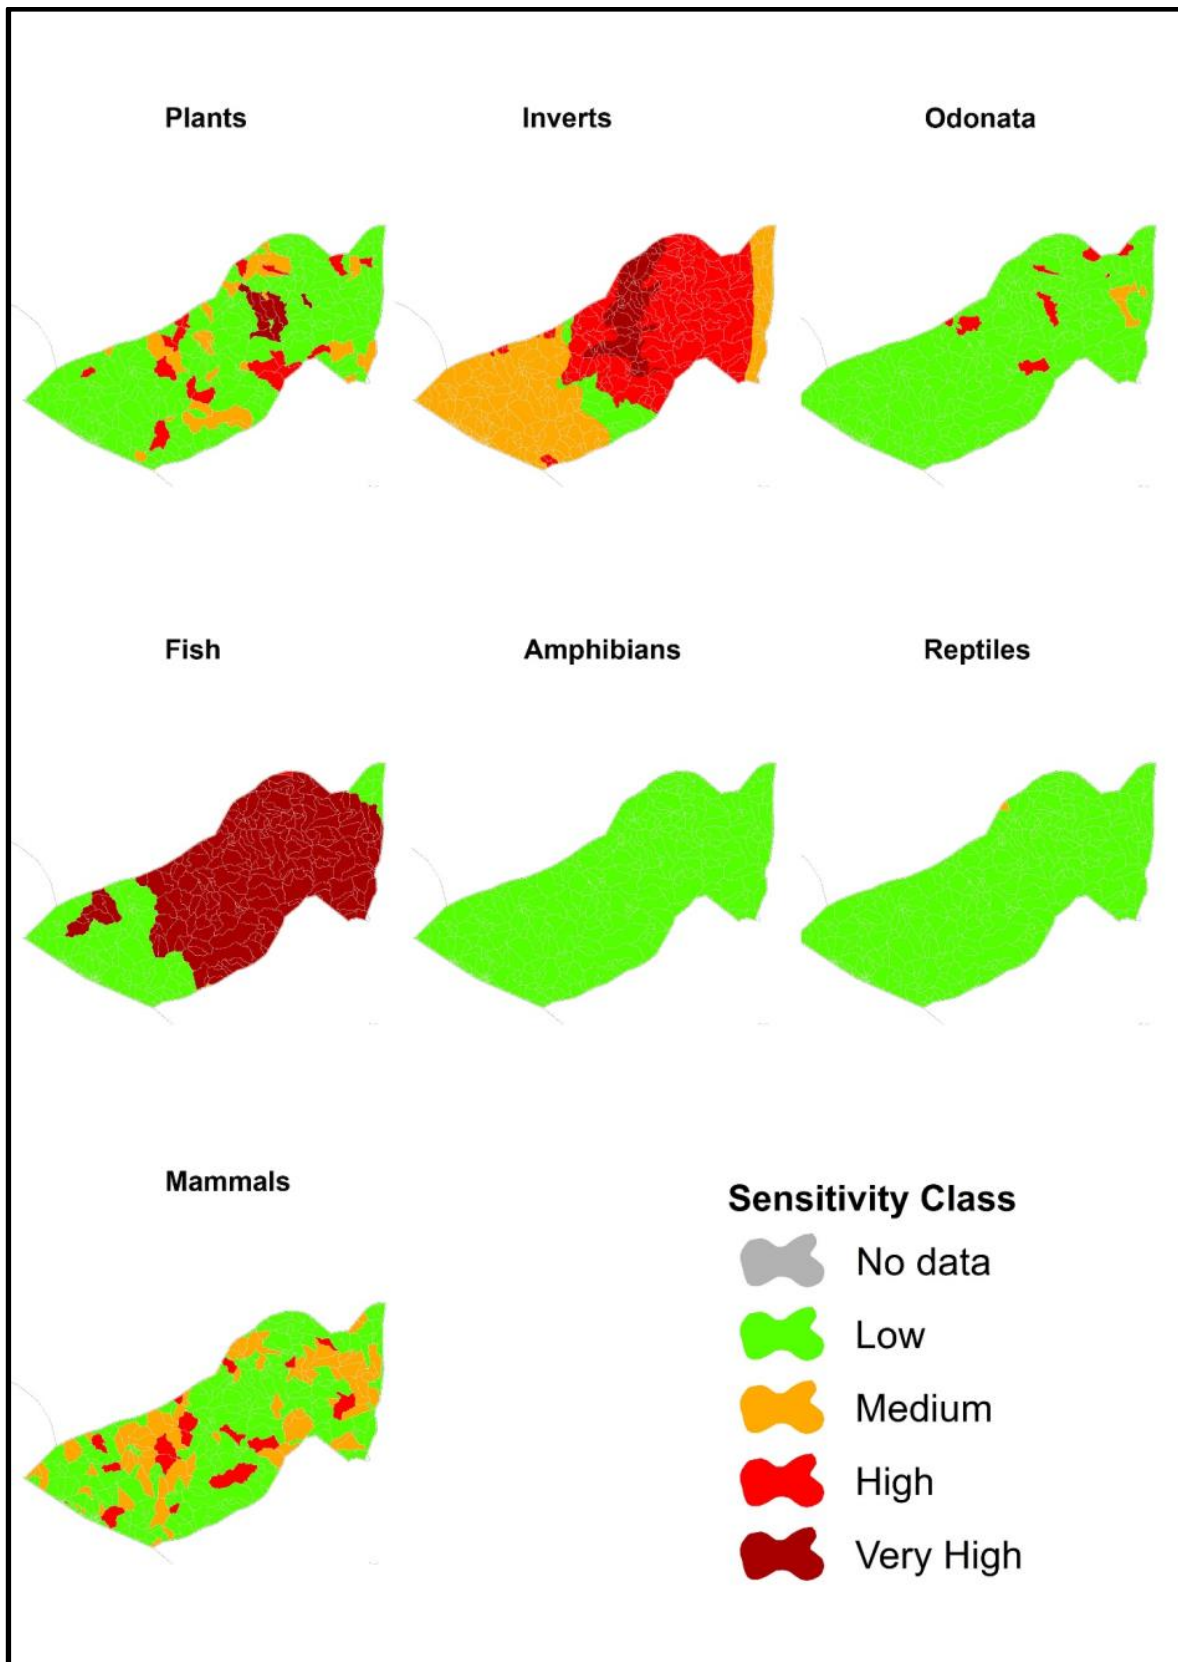 Plants
Inverts
Odonata
Fish
Amphibians
Reptiles
Mammals
Sensitivity Class
No data
Low
Medium
High
Very High